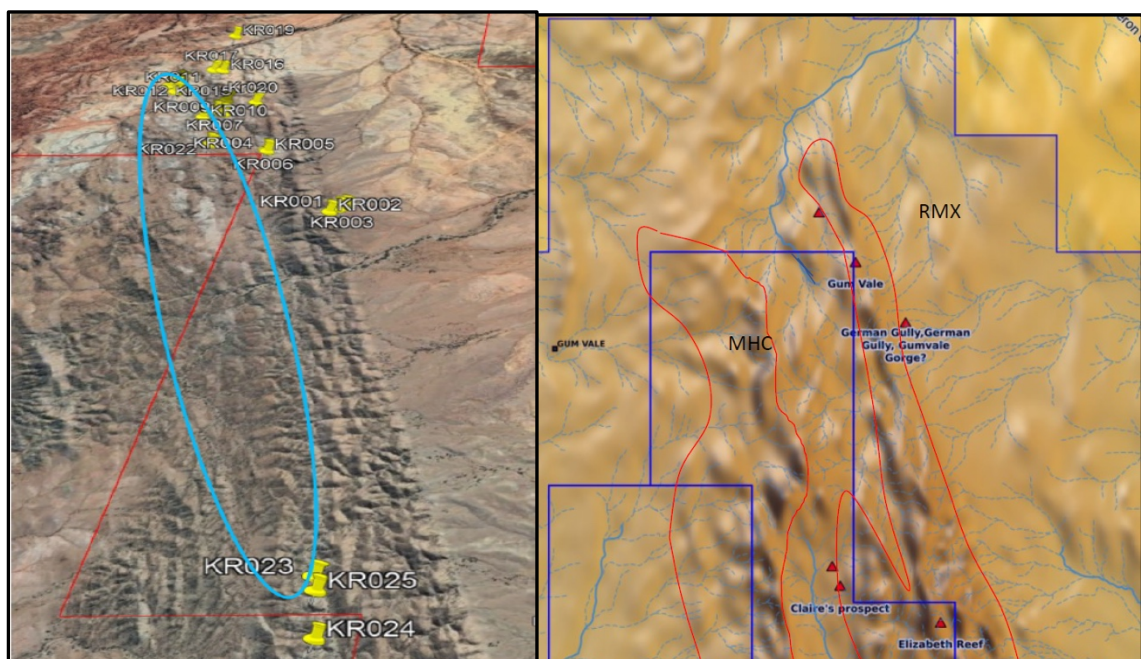 KR019
KR017
KR016
KR011
KR012
KR015
Kr020
KR009
KR010
KR007
KR004
KR022
KR005
KR006
KR001
KR002
KR003
KR023
KR025
KR024
RMX
Gum Vale
German Gully,German
Gully, Gumvale
Gorge?
GUM VALE
MHC
Claire's prospect
Elizabeth Reef